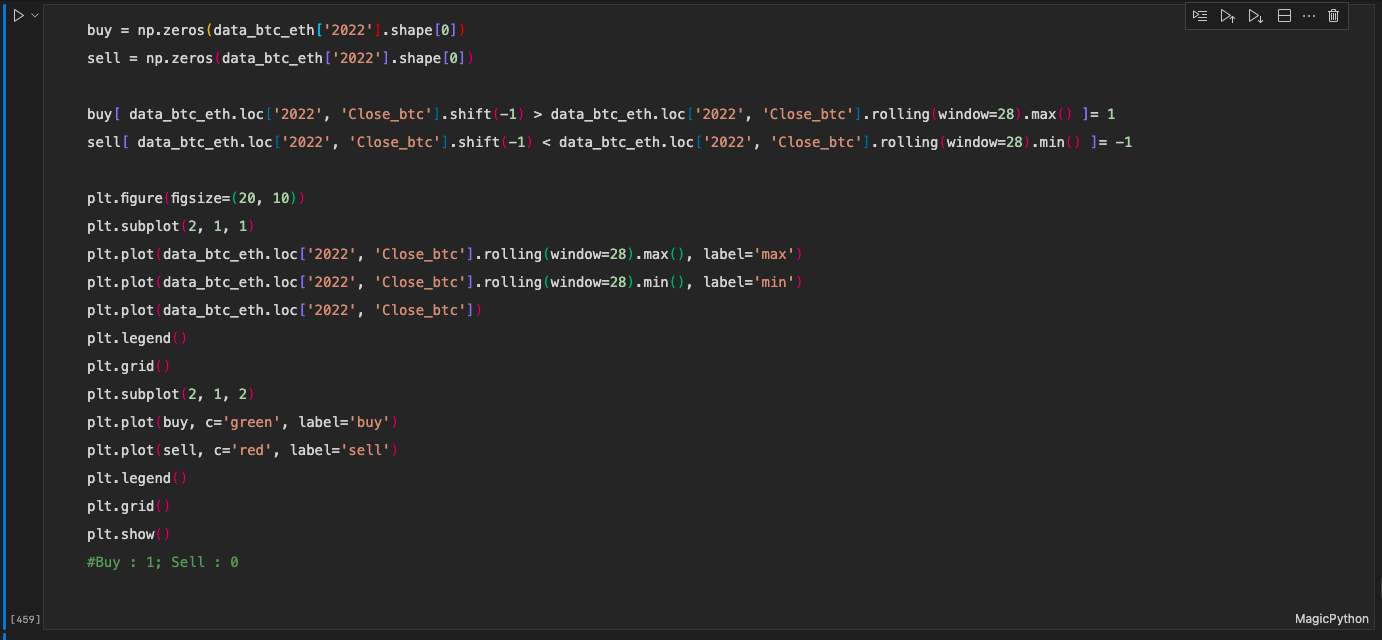 buy = np.zeros(data_btc_eth['2022'].shape[0])
sell = np.zeros(data_btc_eth['2022'].shape[0])
buy[ data_btc_eth.loc['2022', 'Close_btc'].shift(-1) > data_btc_eth.loc['2022', 'Close_btc'].rolling(window=28).max() ]= 1
sell[ data_btc_eth.loc['2022', 'Close_btc'].shift(-1) < data_btc_eth.loc['2022', 'Close_btc'].rolling(window=28).min() ]= -1
plt.figure(figsize=(20, 10))
plt.subplot(2, 1, 1)
plt.plot(data_btc_eth.loc['2022', 'Close_btc'].rolling(window=28).max(), label='max')
plt.plot(data_btc_eth.loc['2022', 'Close_btc'].rolling(window=28).min(), label='min')
plt.plot(data_btc_eth.loc['2022', 'Close_btc'])
plt.legend()
plt.grid()
plt.subplot(2, 1, 2)
plt.plot(buy, c='green', label='buy')
plt.plot(sell, c='red', label='sell')
plt.legend()
plt.grid()
plt.show()
#Buy : 1; Sell : 0
[459]
MagicPython